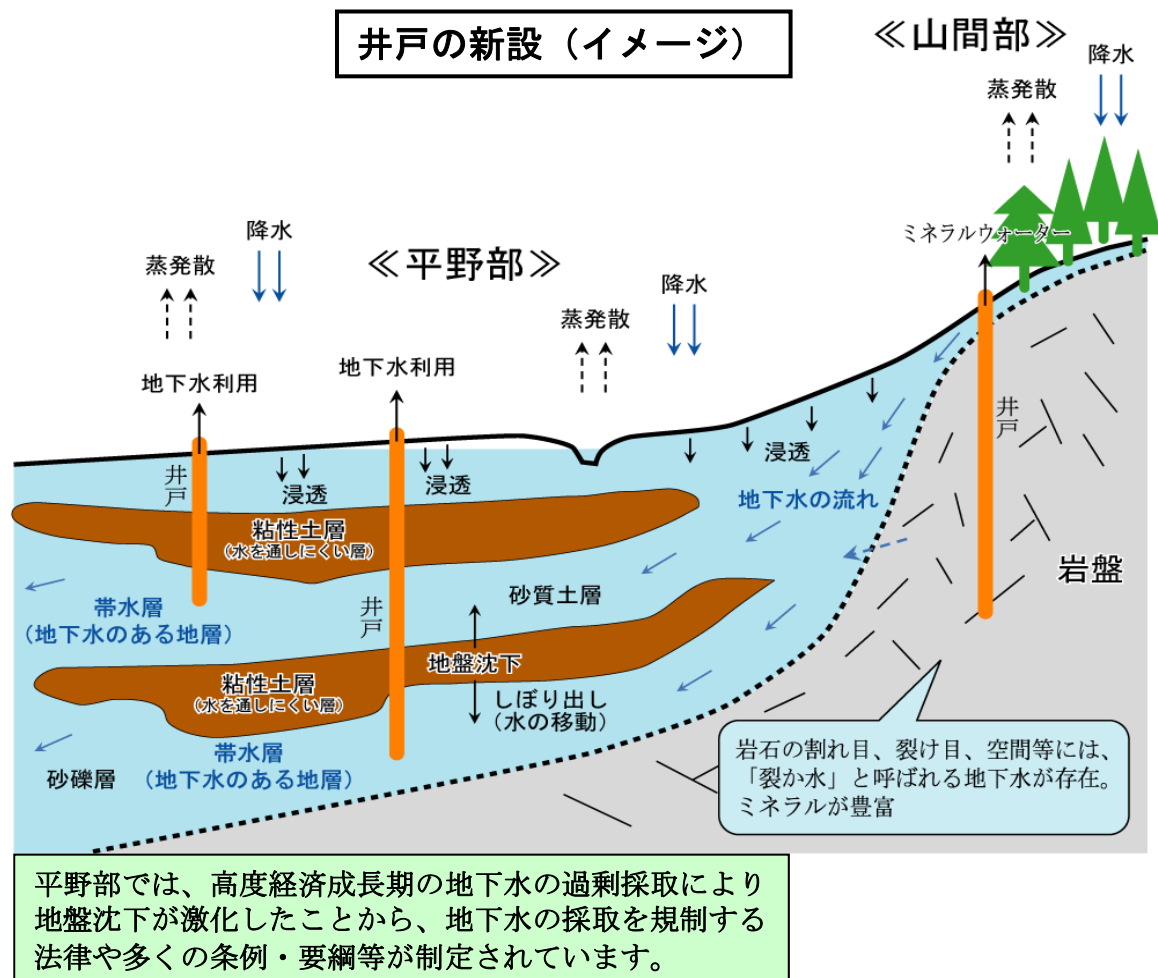 井戸の新設（イメージ）
≪山間部≫
降水
蒸発散
ミネラルウォーター
降水
≪平野部≫
蒸発散
降水
蒸発散
地下水利用
地下水利用
井戸
井戸
浸透
浸透
浸透
地下水の流れ
粘性土層
（水を通しにくい層）
岩盤
砂質土層
帯水層
（地下水のある地層）
井戸
地盤沈下
粘性土層
（水を通しにくい層）
しぼり出し
（水の移動）
帯水層
（地下水のある地層）
砂礫層
岩石の割れ目、裂け目、空間等には、
「裂か水」と呼ばれる地下水が存在。
ミネラルが豊富
平野部では、高度経済成長期の地下水の過剰採取により
地盤沈下が激化したことから、地下水の採取を規制する
法律や多くの条例・要綱等が制定されています。